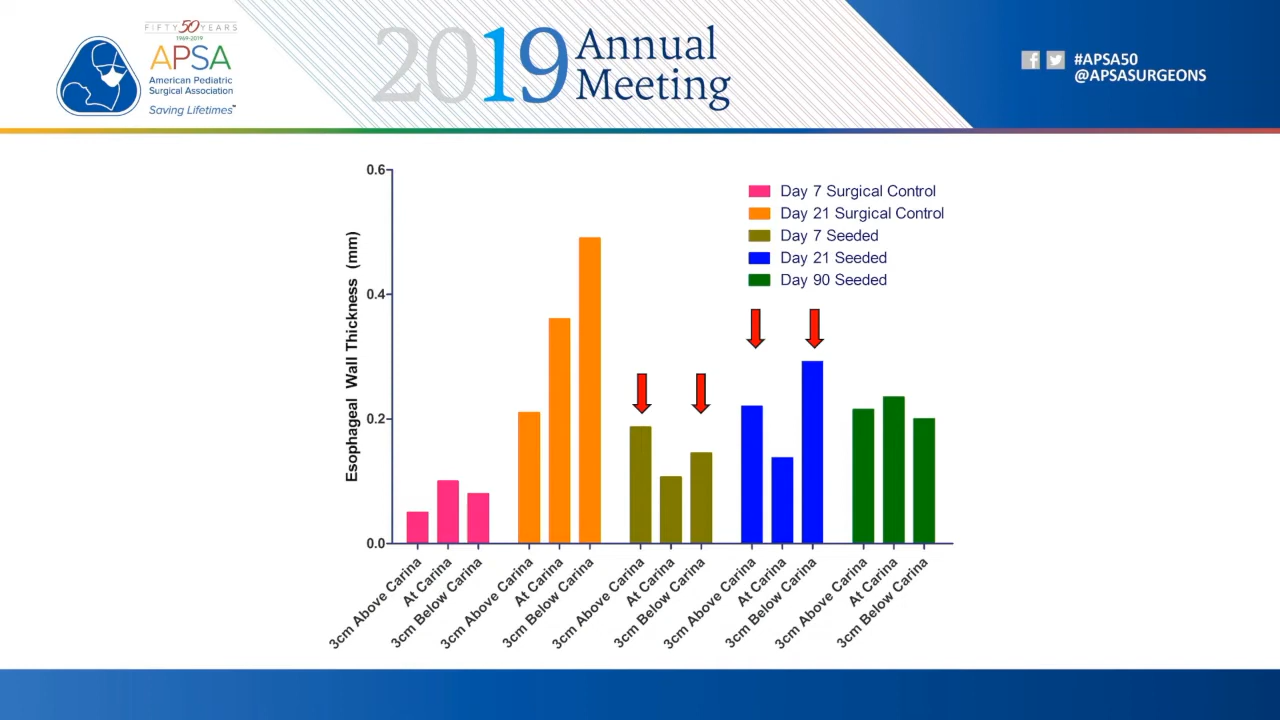 FIFTY 50 YEARS
1969-2019
APSA
American Pediatric
Surgical Association
Saving Lifetimes™
2019 Annual
Meeting
#APSA50
@APSASURGEONS
Esophageal Wall Thickness (mm)
0.6
0.4
0.2
0.0
Day 7 Surgical Control
Day 21 Surgical Control
Day 7 Seeded
Day 21 Seeded
Day 90 Seeded
3cm Above Carina
At Carina
3cm Below Carina
3cm Above Carina
At Carina
3cm Below Carina
3cm Above Carina
At Carina
3cm Below Carina
3cm Above Carina
At Carina
3cm Below Carina
3cm Above Carina
At Carina
3cm Below Carina